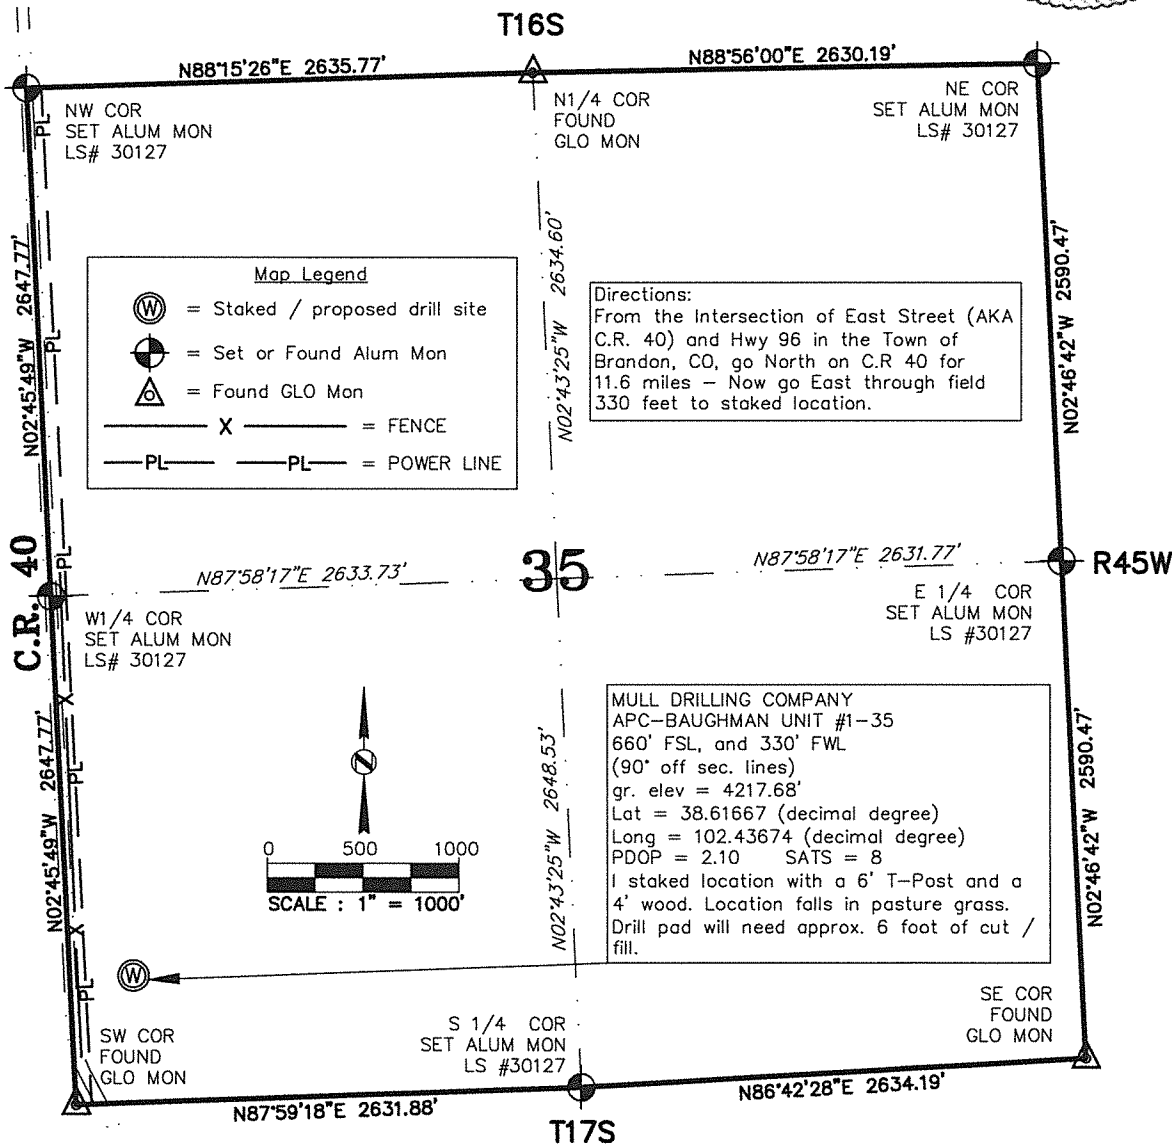 T16S
N88°15'26"E 2635.77'
N88°56'00"E 2630.19'
NW COR
SET ALUM MON
LS# 30127
N1/4 COR
FOUND
GLO MON
NE COR
SET ALUM MON
LS# 30127
PL
N02°45'49"W 2647.77'
N02°43'25"W 2634.60'
N02°46'42"W 2590.47'
Map Legend
W = Staked / proposed drill site
= Set or Found Alum Mon
= Found GLO Mon
X = FENCE
PL PL = POWER LINE
Directions:
From the Intersection of East Street (AKA
C.R. 40) and Hwy 96 in the Town of
Brandon, CO, go North on C.R 40 for
11.6 miles – Now go East through field
330 feet to staked location.
PL
PL
C.R. 40
N87°58'17"E 2633.73'
35
N87°58'17"E 2631.77'
R45W
W1/4 COR
SET ALUM MON
LS# 30127
E 1/4 COR
SET ALUM MON
LS #30127
X
PL
N02°45'49"W 2647.77'
N
0 500 1000
SCALE : 1" = 1000'
N02°43'25"W 2648.53'
MULL DRILLING COMPANY
APC-BAUGHMAN UNIT #1-35
660' FSL, and 330' FWL
(90° off sec. lines)
gr. elev = 4217.68'
Lat = 38.61667 (decimal degree)
Long = 102.43674 (decimal degree)
PDOP = 2.10 SATS = 8
I staked location with a 6' T-Post and a
4' wood. Location falls in pasture grass.
Drill pad will need approx. 6 foot of cut /
fill.
N02°46'42"W 2590.47'
X
W
PL
SW COR
FOUND
GLO MON
S 1/4 COR
SET ALUM MON
LS #30127
SE COR
FOUND
GLO MON
N87°59'18"E 2631.88'
N86°42'28"E 2634.19'
T17S